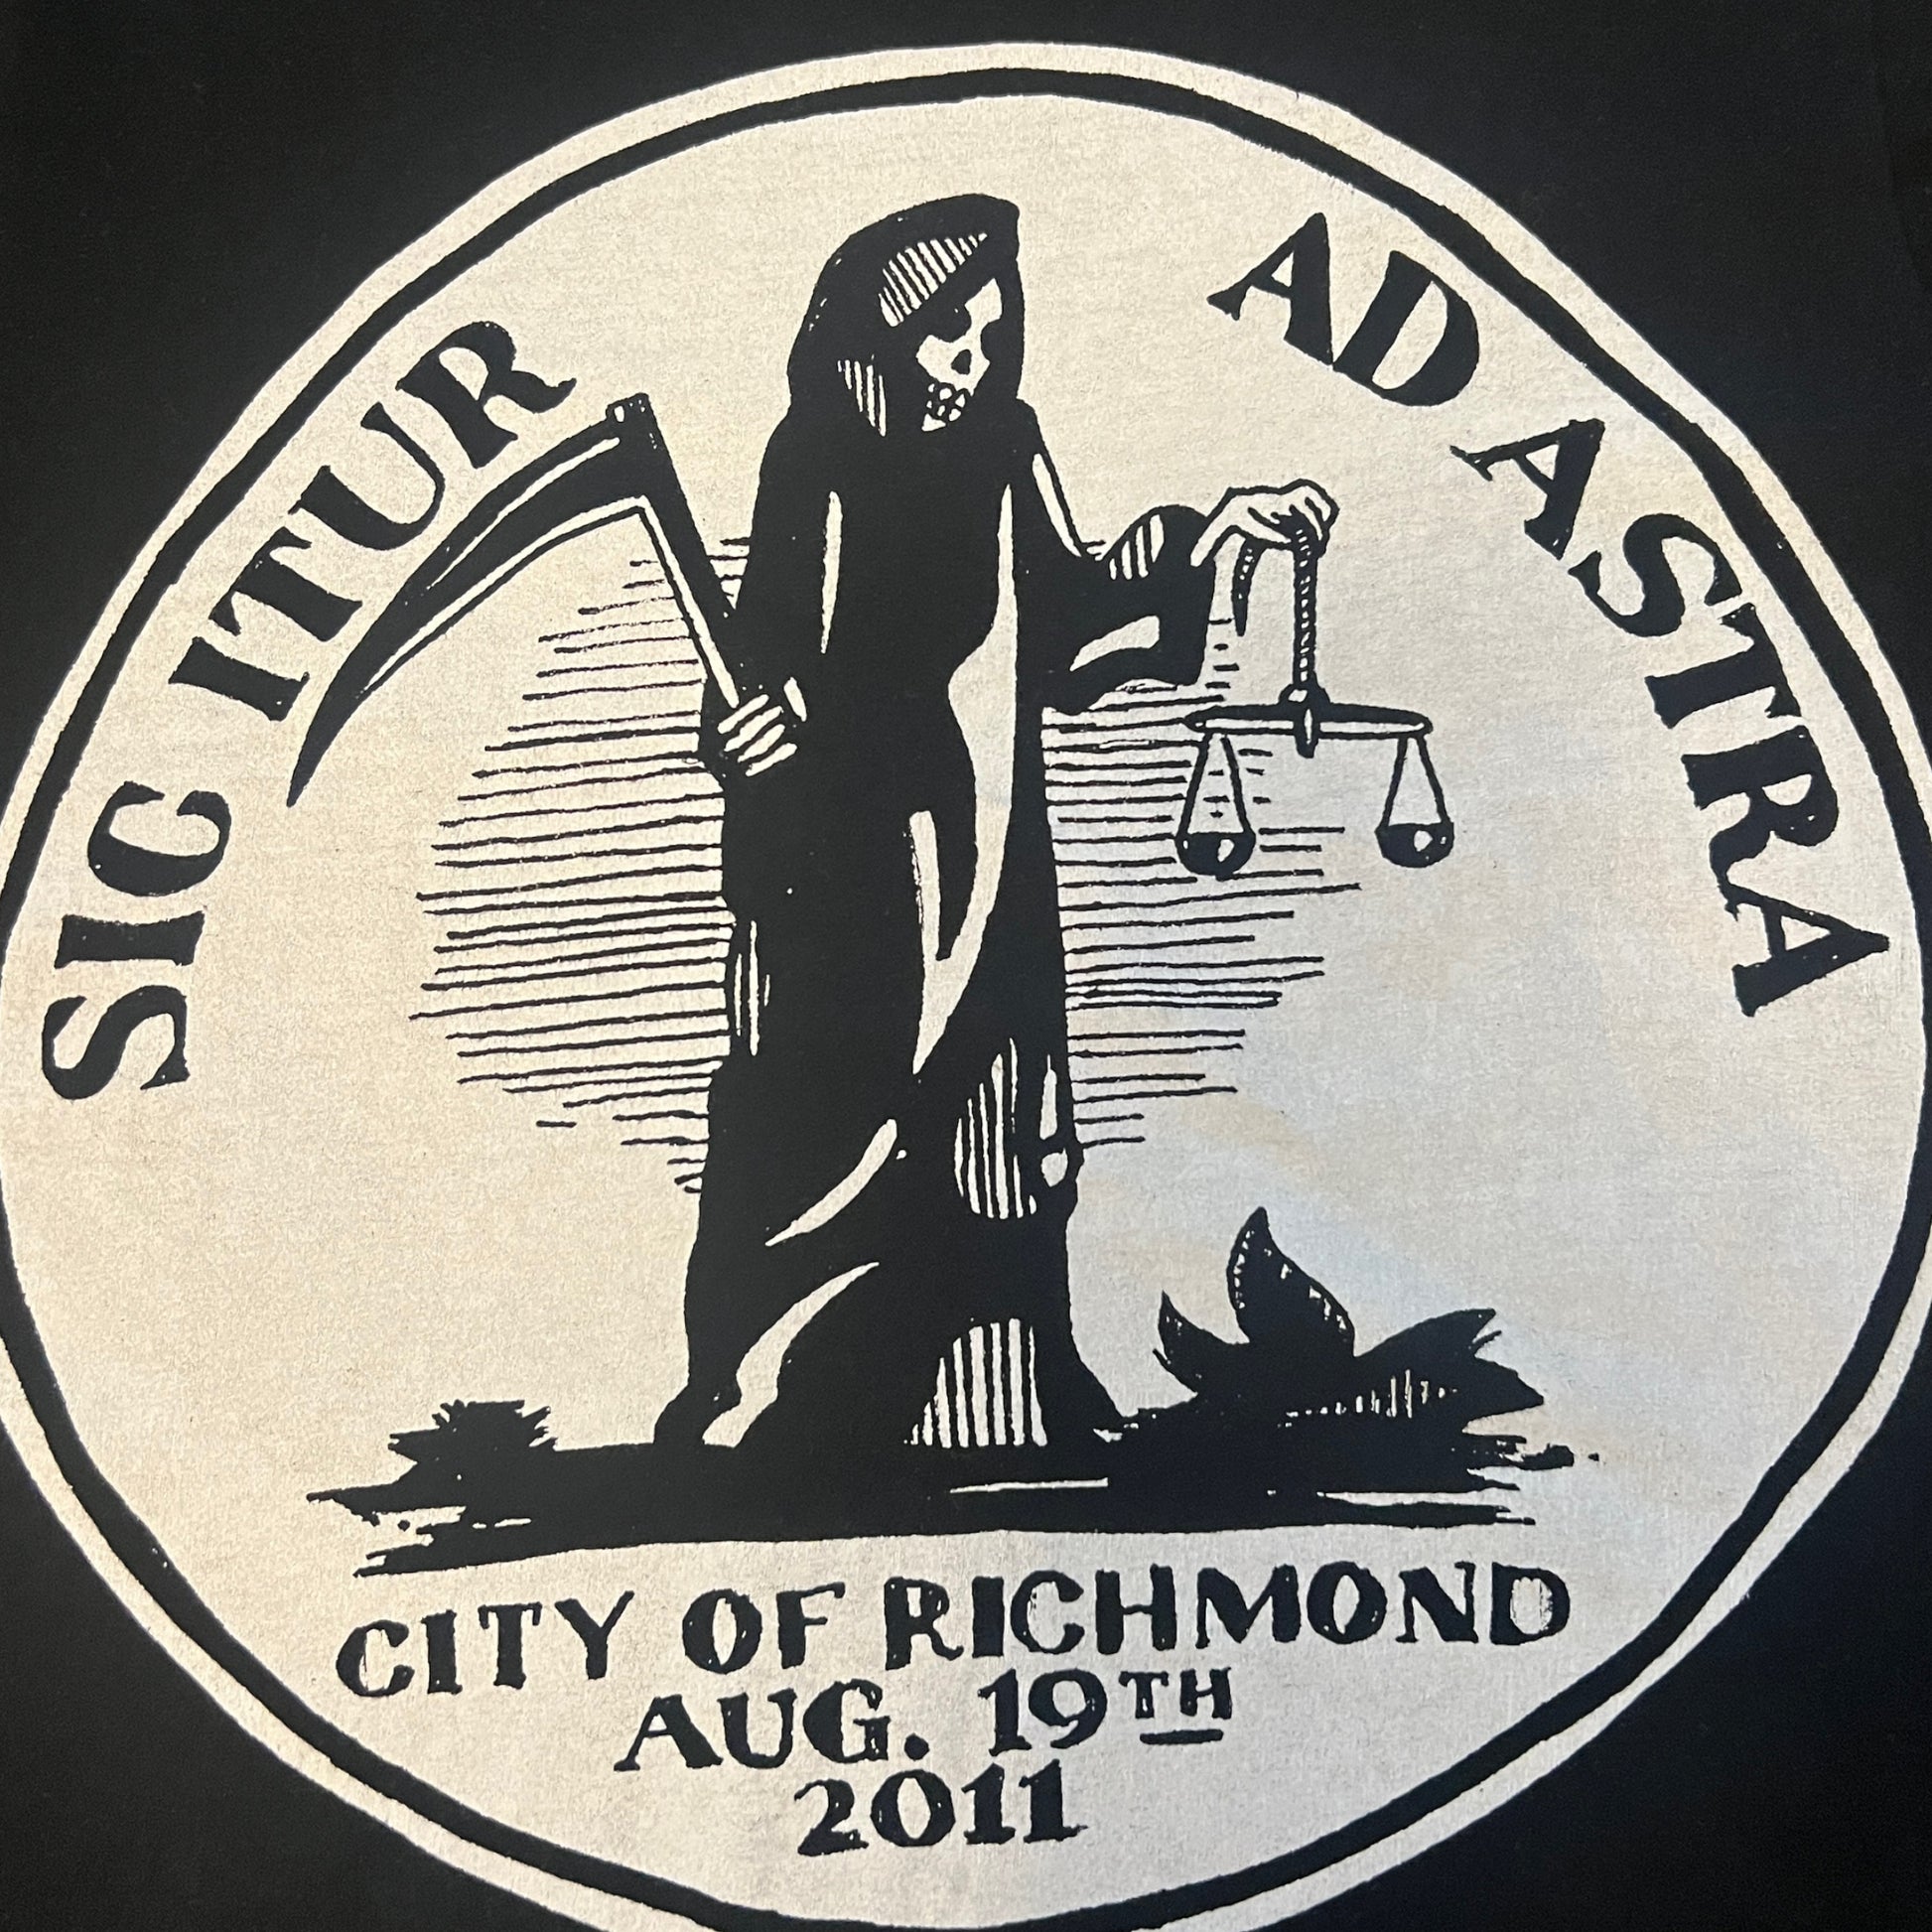 SIC ITUR AD ASTRA
CITY OF RICHMOND
AUG. 19TH
2011